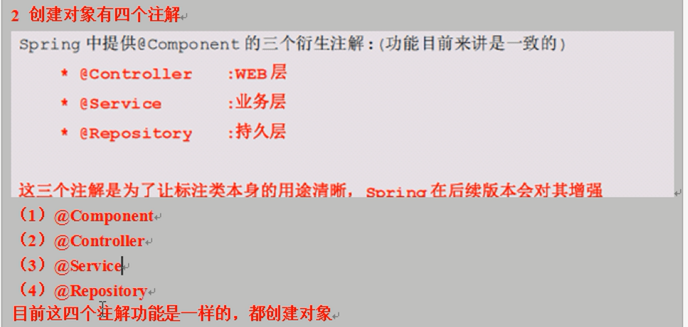 2 创建对象有四个注解
Spring 中提供@Component 的三个衍生注解:(功能目前来讲是一致的)
* @Controller :WEB 层
* @Service :业务层
* @Repository :持久层
这三个注解是为了让标注类本身的用途清晰，Spring 在后续版本会对其增强
（1）@Component
（2）@Controller
（3）@Service
（4）@Repository
目前这四个注解功能是一样的，都创建对象